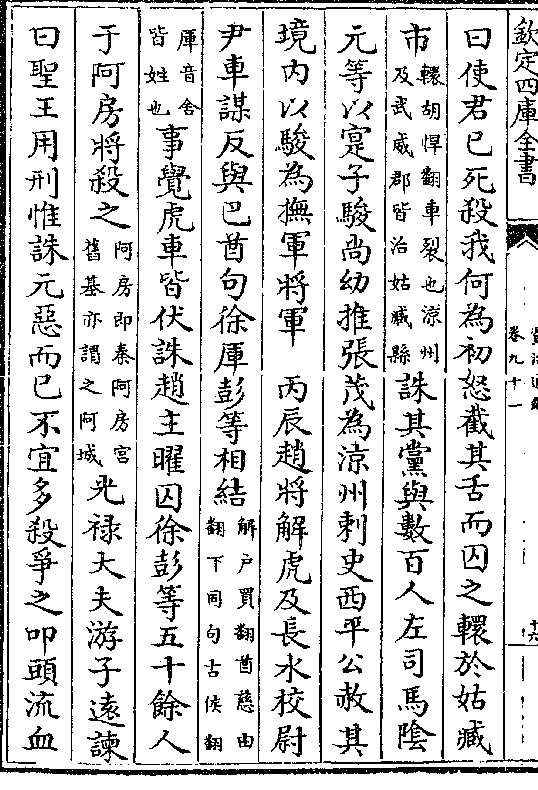 欽定四庫全書
卷九十一
曰使君已死殺我何為初怒截其舌而囚之轘於姑臧
市轘胡悍翻車裂也涼州及武威郡皆治姑臧縣誅其黨與數百人左司馬陰
元等以寔子駿尚幼推張茂為涼州刺史西平公赦其
境内以駿為撫軍將軍　丙辰趙將解虎及長水校尉
尹車謀反與巴酋句徐厙彭等相結解户買翻酋慈由翻下同句古侯翻
厙音舍皆姓也事覺虎車皆伏誅趙主曜囚徐彭等五十餘人
于阿房將殺之阿房即秦阿房宫舊基亦謂之阿城光禄大夫游子遠諫
曰聖王用刑惟誅元惡而已不宜多殺爭之叩頭流血